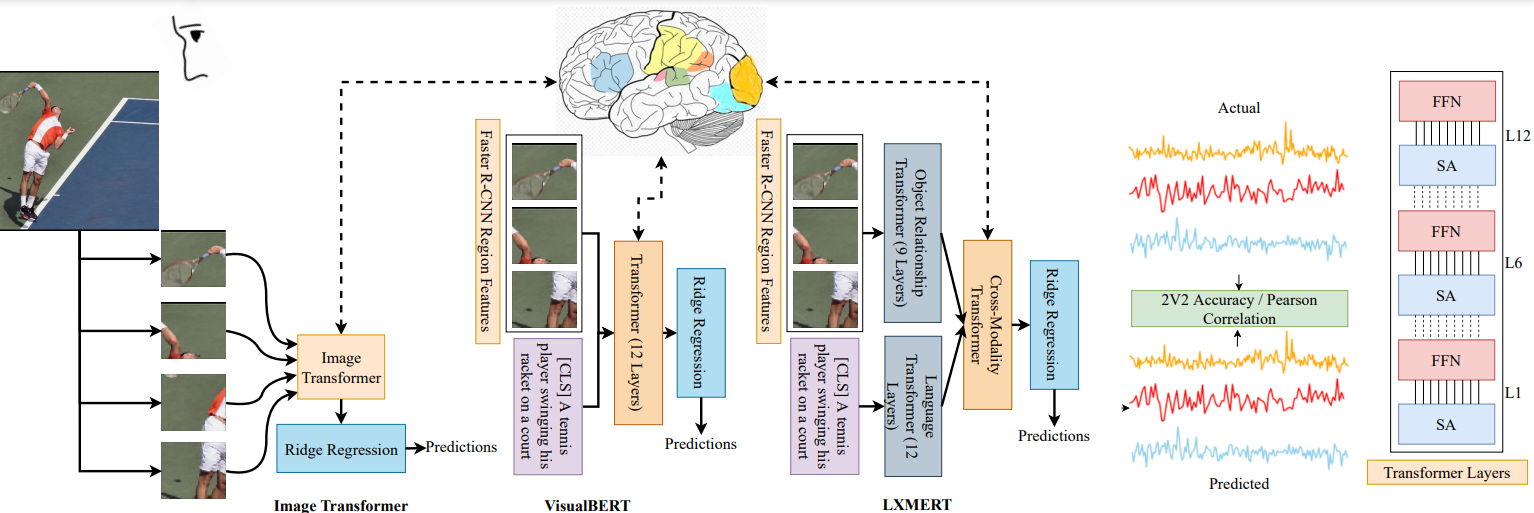 Image
Transformer
Ridge Regression
Predictions
Image Transformer
Faster R-CNN Region Features
[CLS] A tennis
player swinging his
racket on a court
Transformer (12 Layers)
Ridge Regression
Predictions
VisualBERT
Faster R-CNN Region Features
[CLS] A tennis
player swinging his
racket on a court
Object Relationship
Transformer (9 Layers)
Language
Transformer (12
Layers)
Cross-Modality
Transformer
Ridge Regression
Predictions
LXMERT
Actual
2V2 Accuracy / Pearson
Correlation
Predicted
FFN
L12
SA
FFN
L6
SA
FFN
L1
SA
Transformer Layers